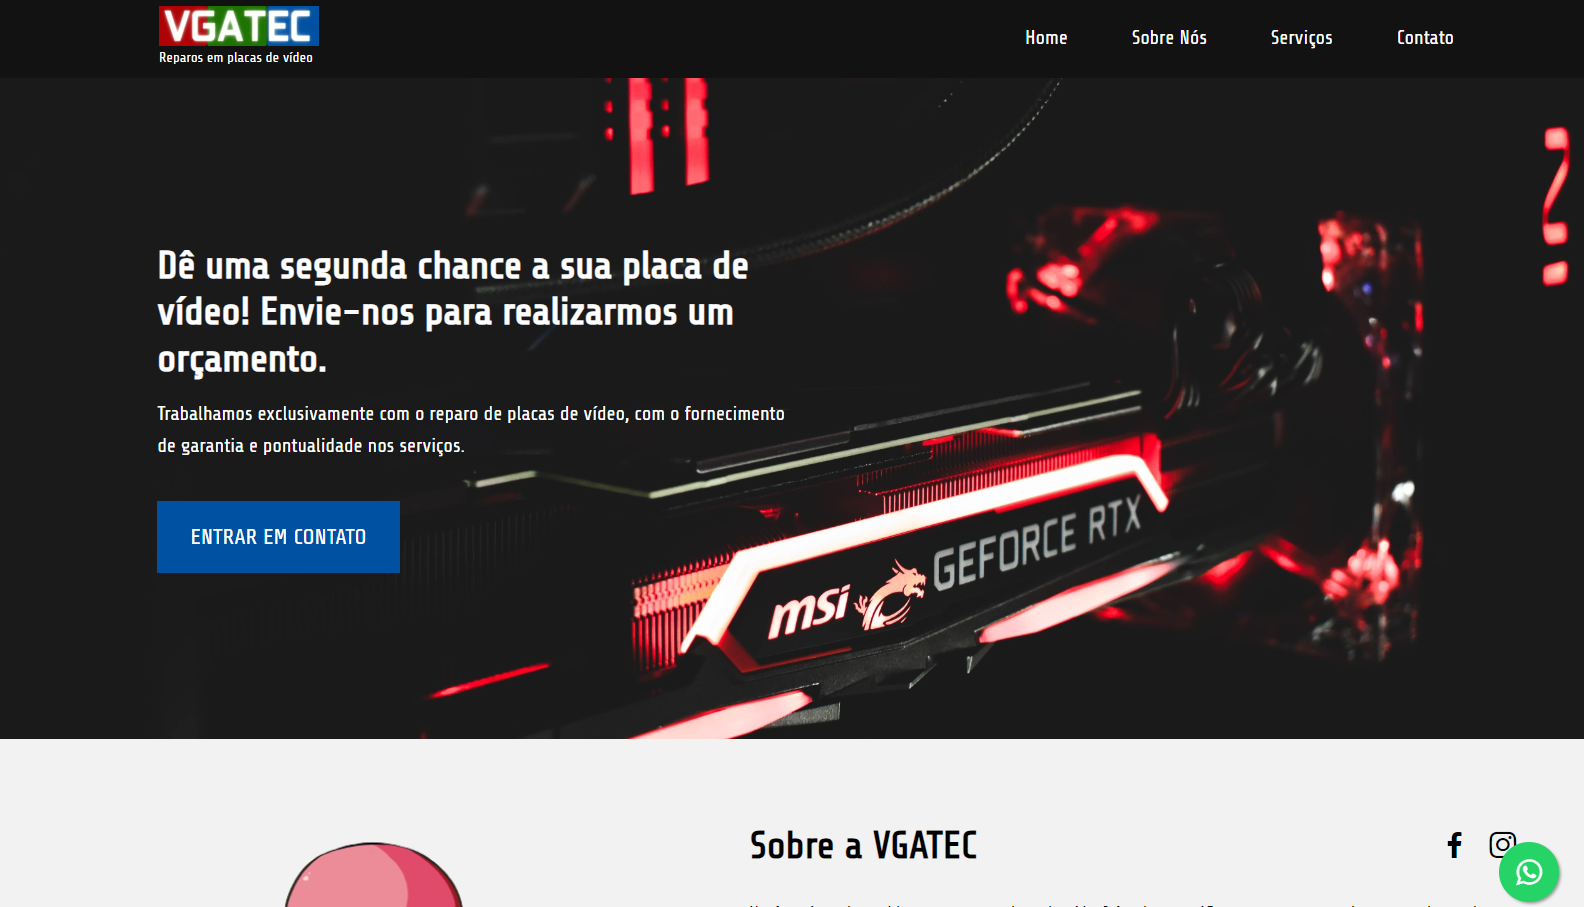 VGATEC
Reparos em placas de vídeo
Home
Sobre Nós
Serviços
Contato
2
Dê uma segunda chance a sua placa de
vídeo! Envie-nos para realizarmos um
orçamento.
Trabalhamos exclusivamente com o reparo de placas de vídeo, com o fornecimento
de garantia e pontualidade nos serviços.
ENTRAR EM CONTATO
msi
GEFORCE RTX
Sobre a VGATEC